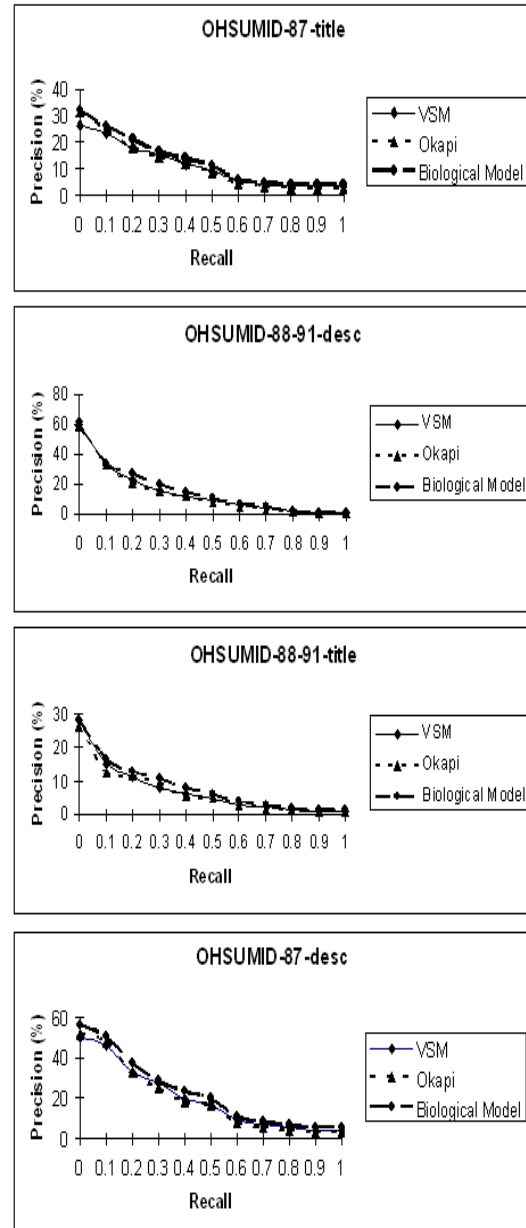 OHSUMID-87-title
Precision (%)
40
30
20
10
0
0 0.1 0.2 0.3 0.4 0.5 0.6 0.7 0.8 0.9 1
Recall
VSM
Okapi
Biological Model
OHSUMID-88-91-desc
Precision (%)
80
60
40
20
0
0 0.1 0.2 0.3 0.4 0.5 0.6 0.7 0.8 0.9 1
Recall
VSM
Okapi
Biological Model
OHSUMID-88-91-title
Precision (%)
30
20
10
0
0 0.1 0.2 0.3 0.4 0.5 0.6 0.7 0.8 0.9 1
Recall
VSM
Okapi
Biological Model
OHSUMID-87-desc
Precision (%)
60
40
20
0
0 0.1 0.2 0.3 0.4 0.5 0.6 0.7 0.8 0.9 1
Recall
VSM
Okapi
Biological Model